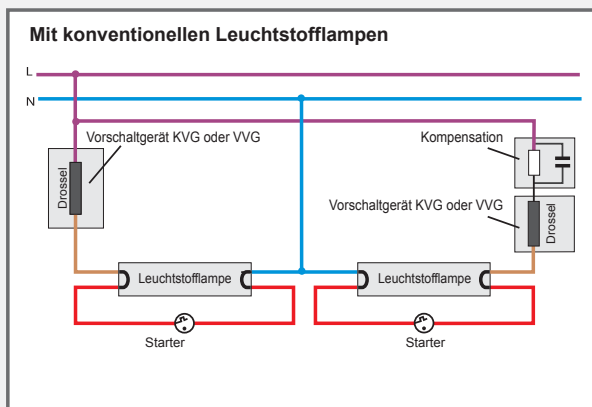 Mit konventionellen Leuchtstofflampen
L
N
Vorschaltgerät KVG oder VVG
Kompensation
Drossel
Vorschaltgerät KVG oder VVG
Drossel
Leuchtstofflampe
Leuchtstofflampe
Starter
Starter